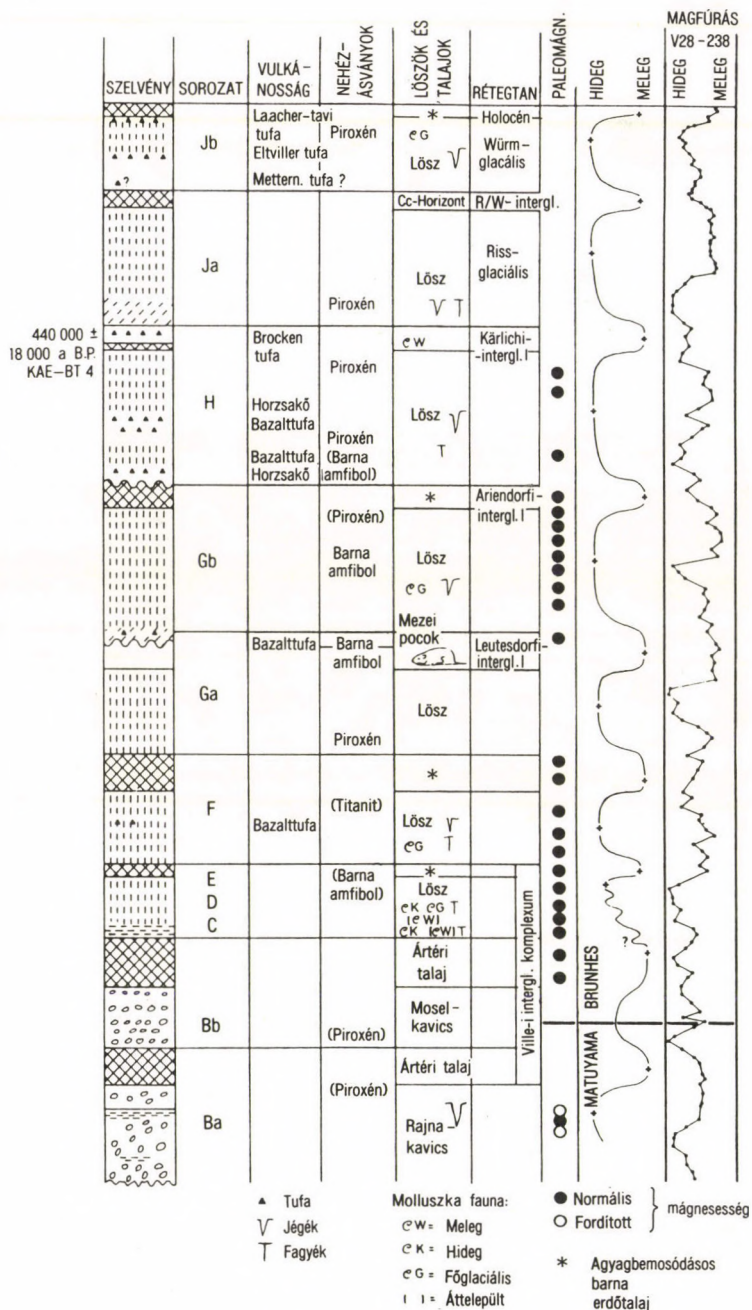 MAGFÚRÁS
V28-238
SZELVÉNY
SOROZAT
VULKÁ-
NOSSÁG
NEHÉZ-
ÁSVÁNYOK
LÖSZÖK ÉS
TALAJOK
RÉTEGTAN
PALEOMÁGN.
HIDEG
MELEG
HIDEG
MELEG
Jb
Laacher-tavi
tufa
Eltviller tufa
Mettern. tufa ?
?
Piroxén
*
G
Lösz
Holocén
Würm-
glacális
Cc-Horizont
R/W-intergl.
Ja
Piroxén
Lösz
Riss-
glaciális
440 000 ±
18 000 a B.P.
KAE-BT 4
H
Brocken
tufa
Horzsakő
Bazalttufa
Bazalttufa
Horzsakő
Piroxén
Piroxén
(Barna
amfibol)
W
Lösz
Kärlichi-
-intergl. I
Gb
(Piroxén)
Barna
amfibol
*
Lösz
G
Mezei
pocok
Ariendorfi-
intergl. I
Ga
Bazalttufa
Barna
amfibol
Piroxén
Lösz
Leutesdorfi-
intergl. I
F
Bazalttufa
(Titanit)
*
Lösz
G
E
D
C
(Barna
amfibol)
*
Lösz
K G
(W)
K (W)
?
Ville-i intergl. komplexum
Ártéri
talaj
Bb
(Piroxén)
Mosel-
kavics
BRUNHES
MATUYAMA
Ártéri talaj
Ba
(Piroxén)
Rajna-
kavics
Tufa
Jégék
Fagyék
Molluszka fauna:
W = Meleg
K = Hideg
G = Főglaciális
( ) = Áttelepült
Normális
Fordított
mágnesesség
* Agyagbemosódásos
barna
erdőtalaj